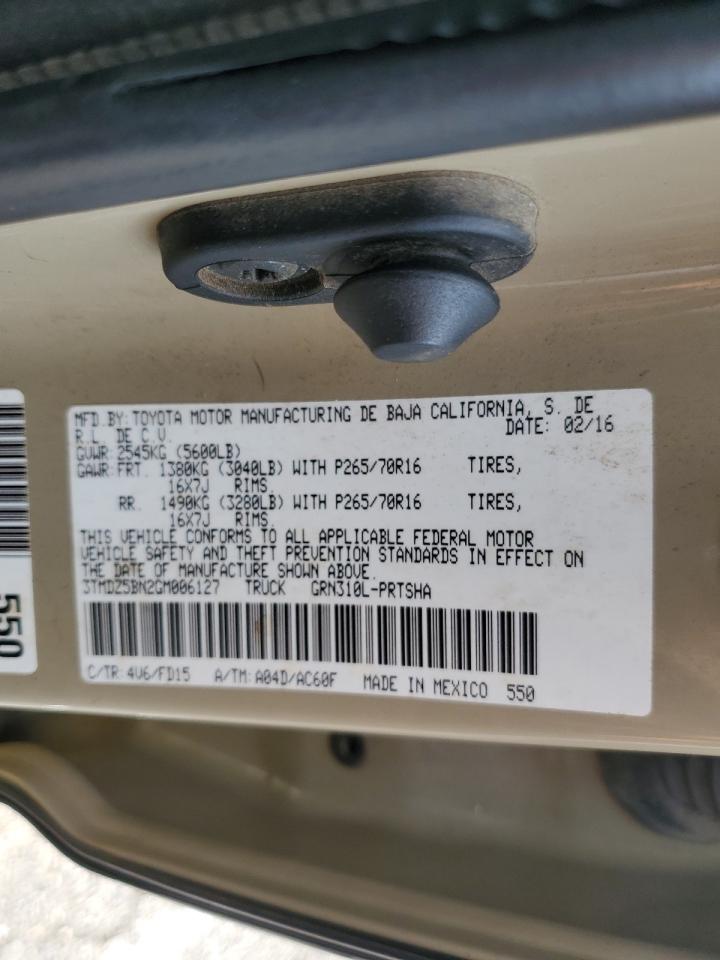 MFD.BY: TOYOTA MOTOR MANUFACTURING DE BAJA CALIFORNIA, S. DE
R.L. DE C.V. DATE: 02/16
GVWR: 2545KG (5600LB)
GAWR: FRT. 1380KG (3040LB) WITH P265/70R16 TIRES,
16X7J RIMS.
RR. 1490KG (3280LB) WITH P265/70R16 TIRES,
16X7J RIMS.
THIS VEHICLE CONFORMS TO ALL APPLICABLE FEDERAL MOTOR
VEHICLE SAFETY AND THEFT PREVENTION STANDARDS IN EFFECT ON
THE DATE OF MANUFACTURE SHOWN ABOVE.
3TMDZ5BN2GM006127 TRUCK GRN310L-PRTSHA
C/TR: 4V6/FD15 A/TM: A04D/AC60F MADE IN MEXICO 550
550